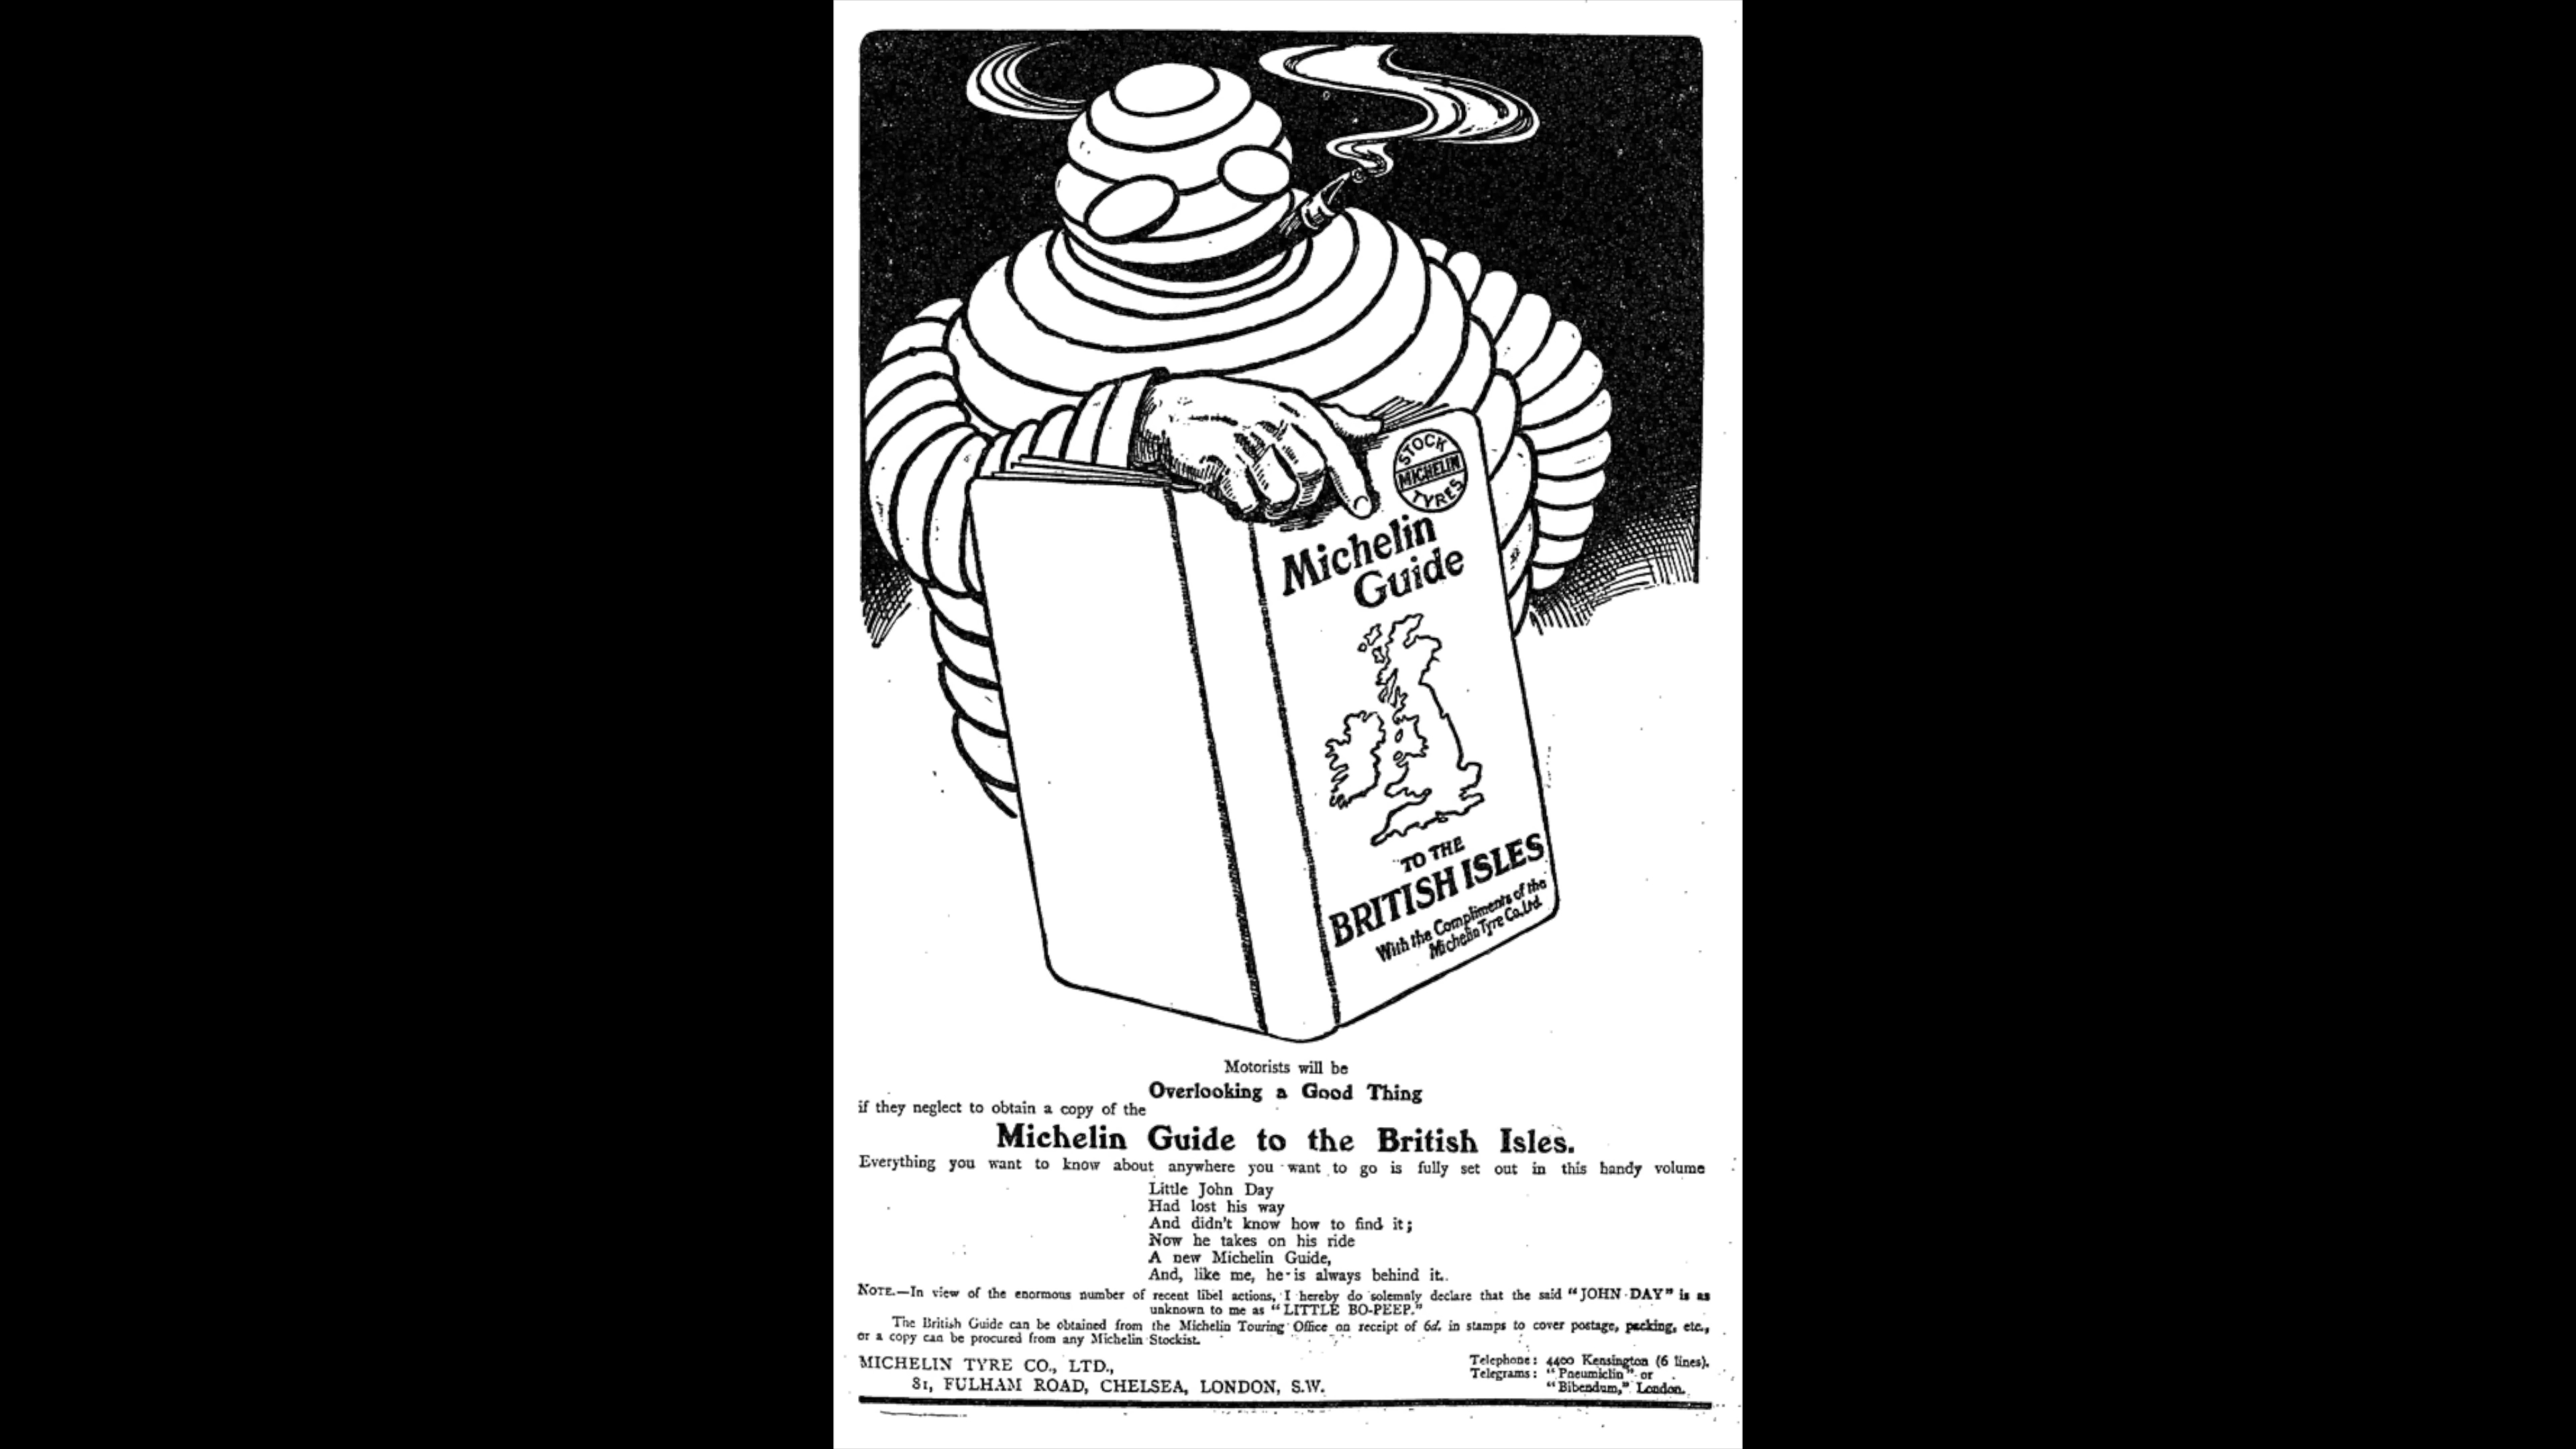 STOCK
MICHELIN
TYRES
Michelin
Guide
TO THE
BRITISH ISLES
With the Compliments of the
Michelin Tyre Co. Ltd.
Motorists will be
Overlooking a Good Thing
if they neglect to obtain a copy of the
Michelin Guide to the British Isles.
Everything you want to know about anywhere you want to go is fully set out in this handy volume
Little John Day
Had lost his way
And didn't know how to find it;
Now he takes on his ride
A new Michelin Guide,
And, like me, he is always behind it.
NOTE.—In view of the enormous number of recent libel actions, I hereby do solemnly declare that the said "JOHN DAY" is as
unknown to me as "LITTLE BO-PEEP."
The British Guide can be obtained from the Michelin Touring Office on receipt of 6d. in stamps to cover postage, packing, etc.,
or a copy can be procured from any Michelin Stockist.
MICHELIN TYRE CO., LTD.,
81, FULHAM ROAD, CHELSEA, LONDON, S.W.
Telephone: 4400 Kensington (6 lines).
Telegrams: "Pneumiclin" or
"Bibendum," London.